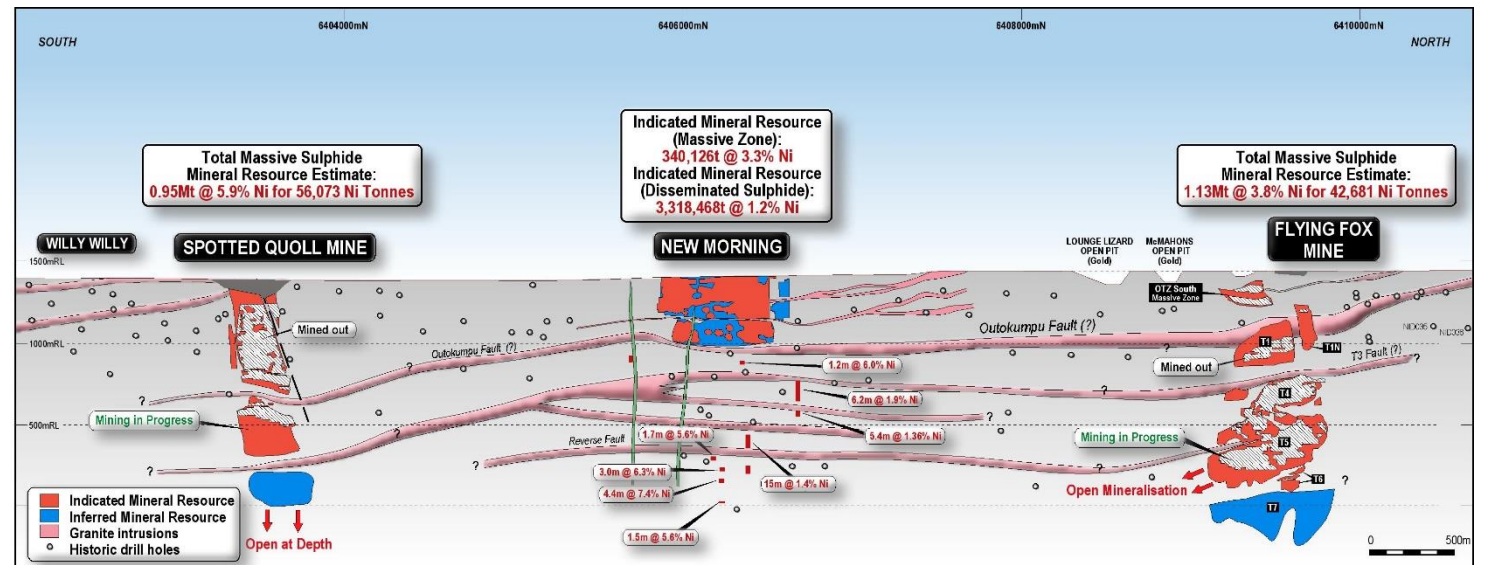 6404000mN
6406000mN
6408000mN
6410000mN
SOUTH
NORTH
Total Massive Sulphide
Mineral Resource Estimate:
0.95Mt @ 5.9% Ni for 56,073 Ni Tonnes
Indicated Mineral Resource
(Massive Zone):
340,126t @ 3.3% Ni
Indicated Mineral Resource
(Disseminated Sulphide):
3,318,468t @ 1.2% Ni
Total Massive Sulphide
Mineral Resource Estimate:
1.13Mt @ 3.8% Ni for 42,681 Ni Tonnes
WILLY WILLY
SPOTTED QUOLL MINE
NEW MORNING
LOUNGE LIZARD
OPEN PIT
(Gold)
McMAHONS
OPEN PIT
(Gold)
FLYING FOX
MINE
1500mRL
OTZ South
Massive Zone
Mined out
Outokumpu Fault (?)
1000mRL
Outokumpu Fault (?)
T1
T1N
T3 Fault (?)
Mined out
1.2m @ 6.0% Ni
?
?
6.2m @ 1.9% Ni
?
T4
Mining in Progress
500mRL
?
?
1.7m @ 5.6% Ni
5.4m @ 1.36% Ni
Mining in Progress
T5
Reverse Fault
?
?
3.0m @ 6.3% Ni
4.4m @ 7.4% Ni
15m @ 1.4% Ni
?
Open Mineralisation
T6
?
T7
1.5m @ 5.6% Ni
Indicated Mineral Resource
Inferred Mineral Resource
Granite intrusions
Historic drill holes
Open at Depth
0
500m